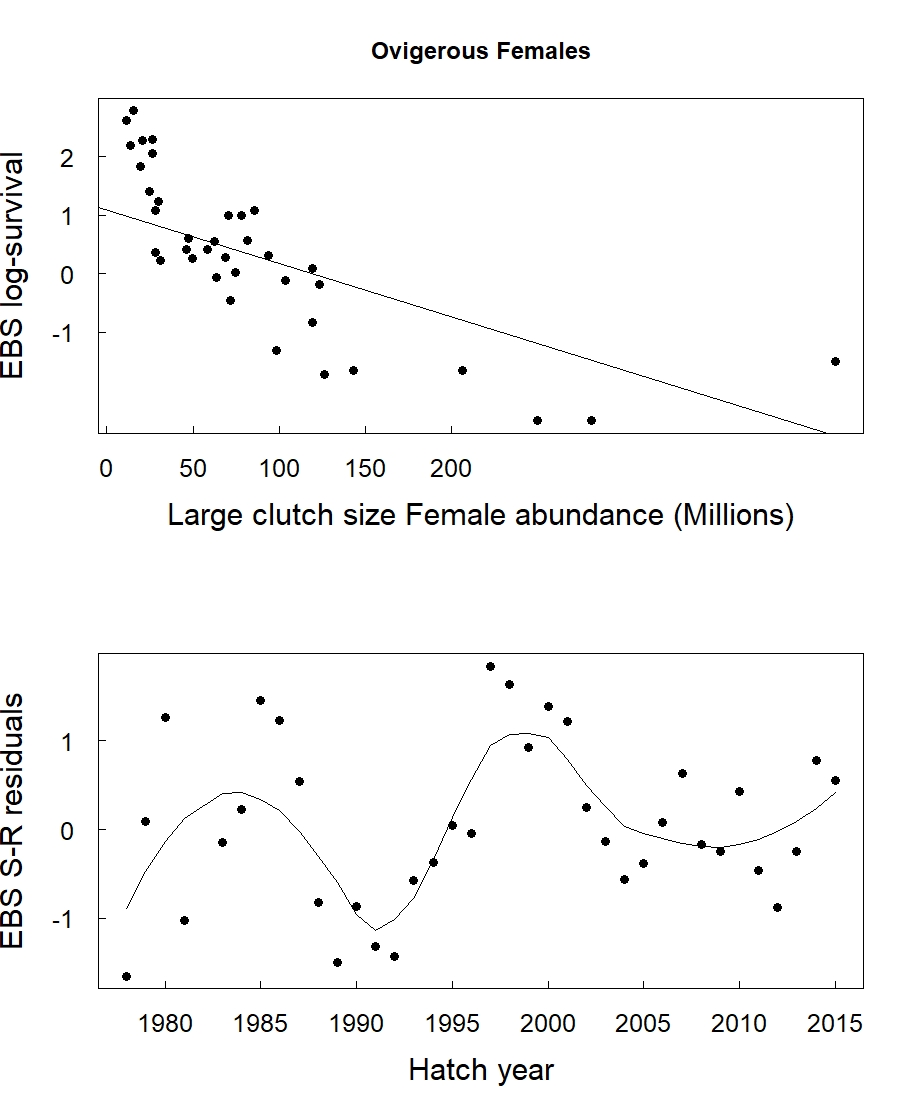 Ovigerous Females
EBS log-survival
2
1
0
-1
0 50 100 150 200
Large clutch size Female abundance (Millions)
EBS S-R residuals
1
0
-1
1980 1985 1990 1995 2000 2005 2010 2015
Hatch year